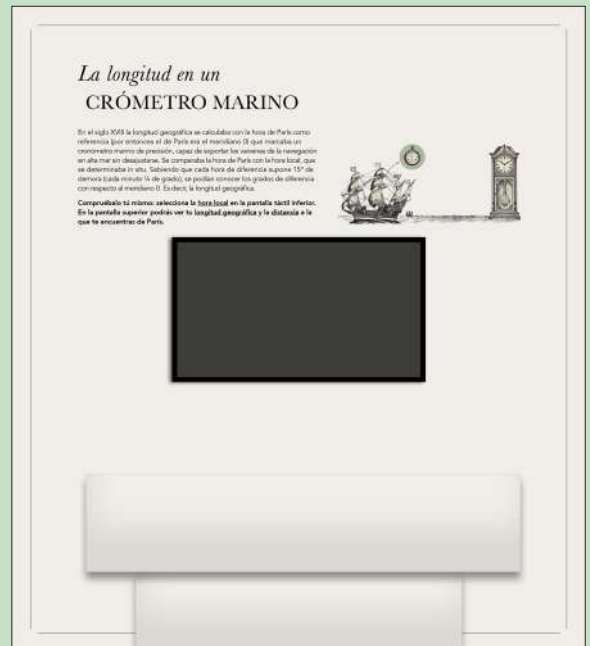 La longitud en un
CRÓMETRO MARINO
En el siglo XVIII la longitud geográfica se calculaba con la hora de París como
referencia (por entonces el de París era el meridiano 0) que marcaba un
cronómetro marino de precisión, capaz de soportar los vaivenes de la navegación
en alta mar sin desajustarse. Se comparaba la hora de París con la hora local, que
se determinaba in situ. Sabiendo que cada hora de diferencia supone 15° de
demora (cada minuto ¼ de grado), se podían conocer los grados de diferencia
con respecto al meridiano 0. Es decir, la longitud geográfica.
Compruébalo tú mismo: selecciona la hora local en la pantalla táctil inferior.
En la pantalla superior podrás ver tu longitud geográfica y la distancia a la
que te encuentras de París.